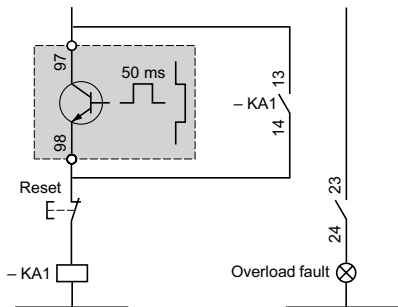 97
50 ms
98
13
– KA1
14
Reset
23
24
– KA1
Overload fault